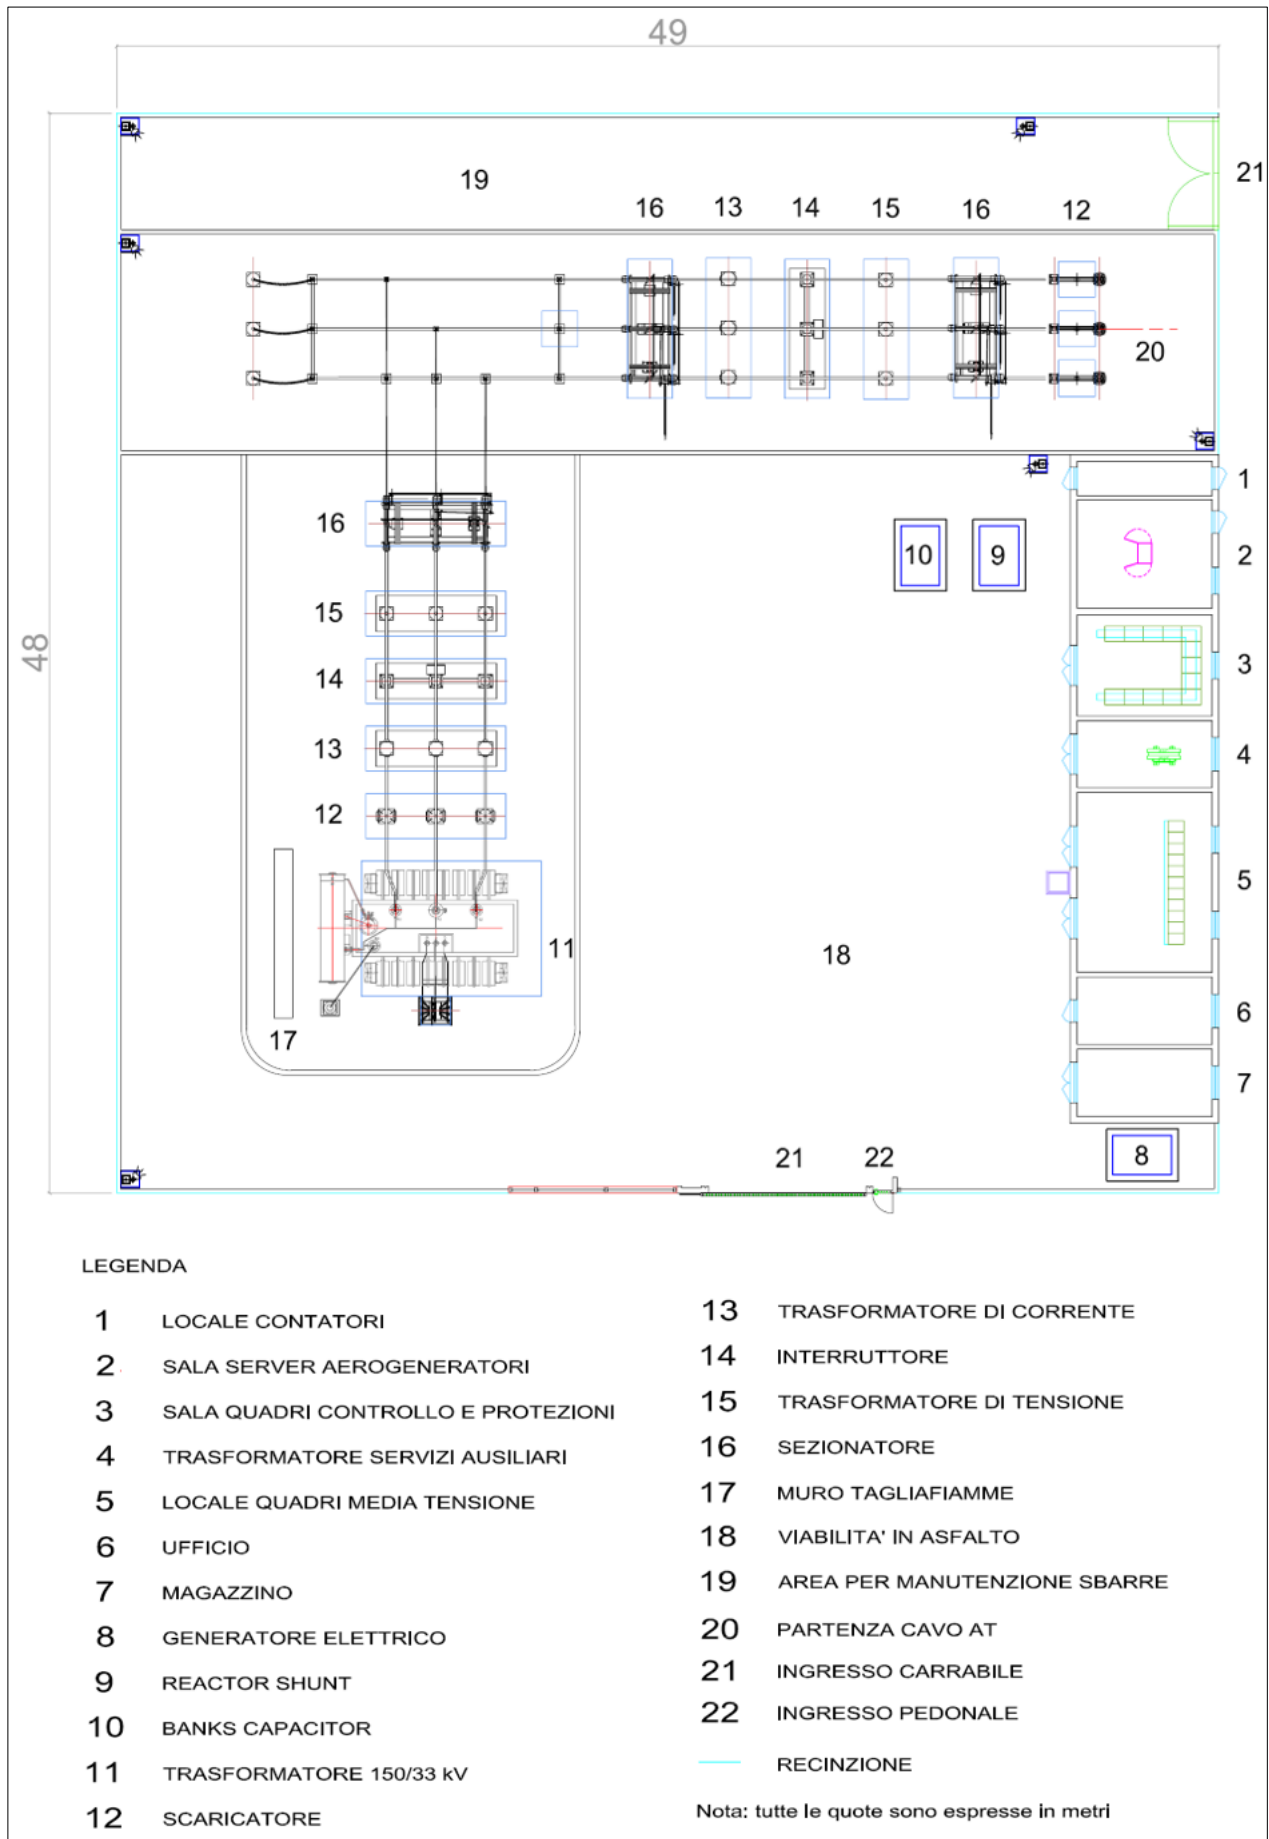 49
48
19
16 13 14 15 16 12
21
20
16
15
14
13
12
11
17
18
10 9
1
2
3
4
5
6
7
8
21 22
LEGENDA
1 LOCALE CONTATORI
2 SALA SERVER AEROGENERATORI
3 SALA QUADRI CONTROLLO E PROTEZIONI
4 TRASFORMATORE SERVIZI AUSILIARI
5 LOCALE QUADRI MEDIA TENSIONE
6 UFFICIO
7 MAGAZZINO
8 GENERATORE ELETTRICO
9 REACTOR SHUNT
10 BANKS CAPACITOR
11 TRASFORMATORE 150/33 kV
12 SCARICATORE
13 TRASFORMATORE DI CORRENTE
14 INTERRUTTORE
15 TRASFORMATORE DI TENSIONE
16 SEZIONATORE
17 MURO TAGLIAFIAMME
18 VIABILITA' IN ASFALTO
19 AREA PER MANUTENZIONE SBARRE
20 PARTENZA CAVO AT
21 INGRESSO CARRABILE
22 INGRESSO PEDONALE
RECINZIONE
Nota: tutte le quote sono espresse in metri